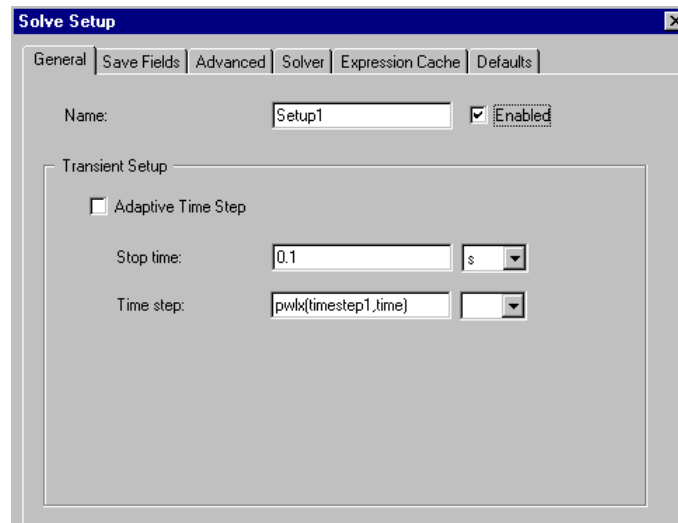 Solve Setup
General Save Fields Advanced Solver Expression Cache Defaults
Name: Setup1 Enabled
Transient Setup
Adaptive Time Step
Stop time: 0.1 s
Time step: pwlx(timestep1,time)